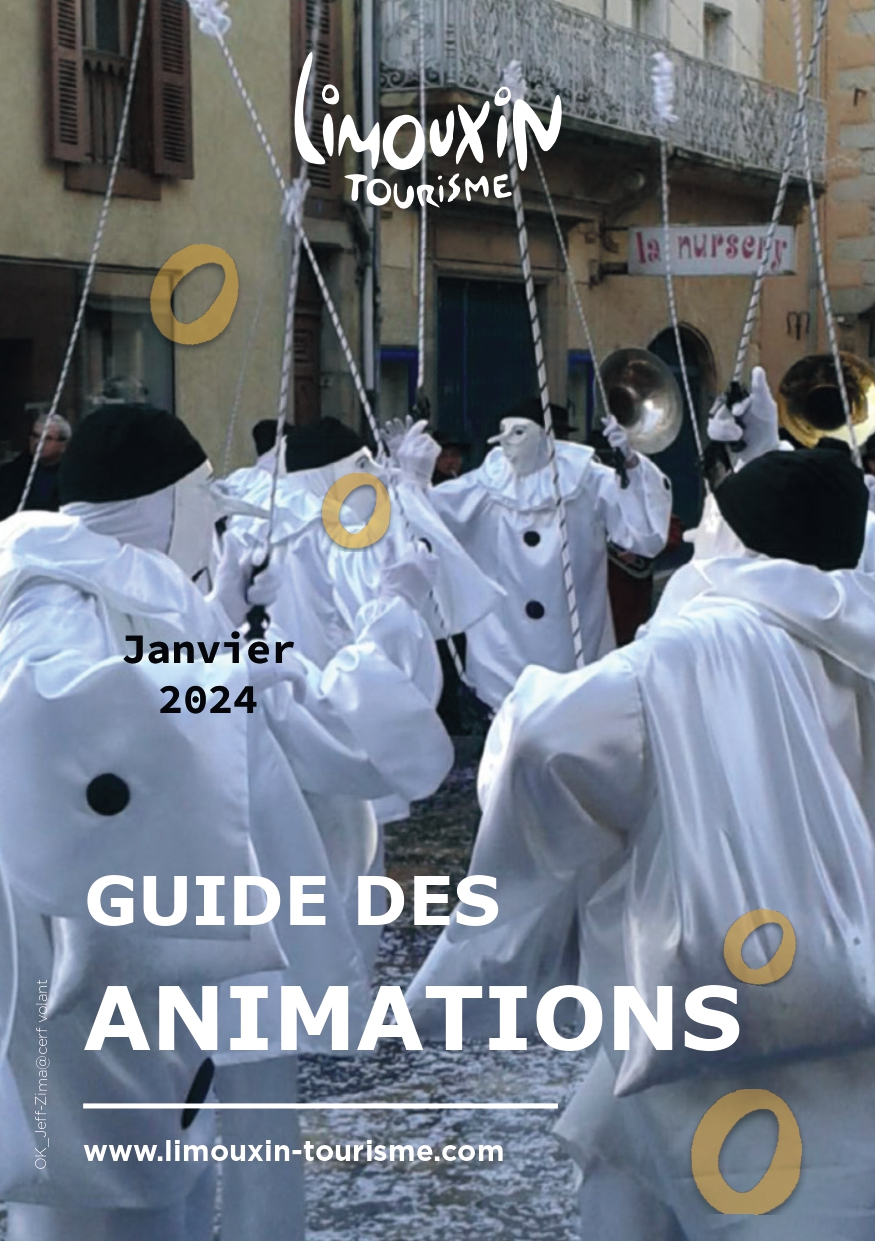 LiMOUXiN
TOURiSME
la nursery
Janvier
2024
GUIDE DES
ANIMATIONS
OK_Jeff-Zima@cerf volant
www.limouxin-tourisme.com